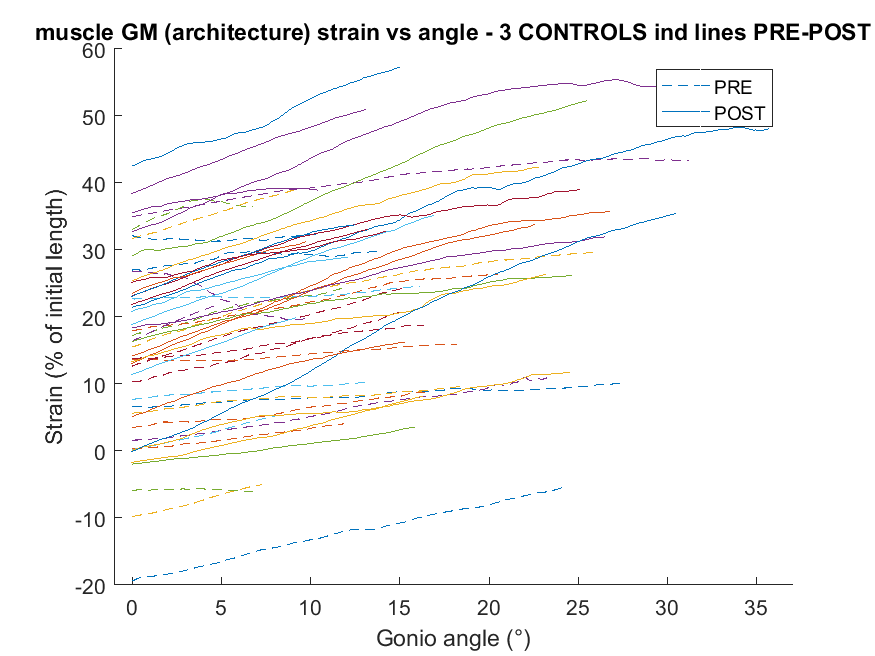 muscle GM (architecture) strain vs angle - 3 CONTROLS ind lines PRE-POST
60
50
40
30
20
10
0
-10
-20
Strain (% of initial length)
PRE
POST
0 5 10 15 20 25 30 35
Gonio angle (°)